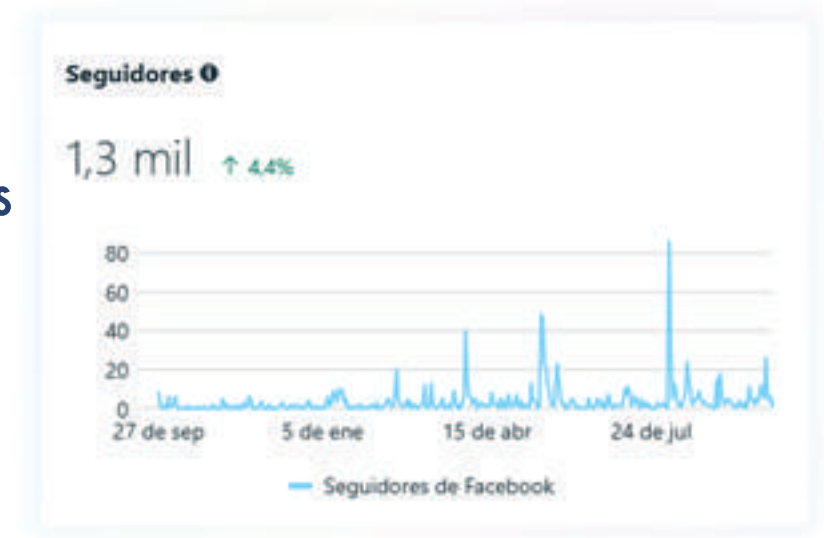 Seguidores
1,3 mil ↑ 4,4%
s
80
60
40
20
0
27 de sep 5 de ene 15 de abr 24 de jul
Seguidores de Facebook